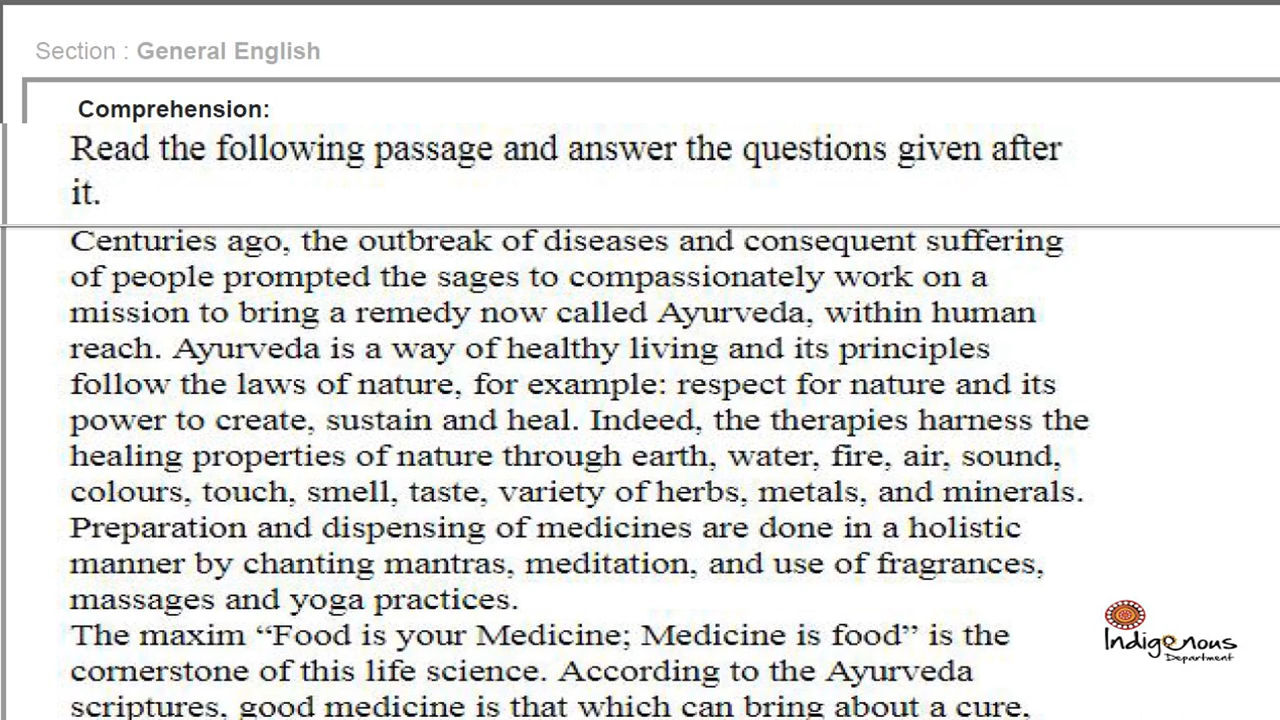 Section : General English
Comprehension:
Read the following passage and answer the questions given after
it.
Centuries ago, the outbreak of diseases and consequent suffering
of people prompted the sages to compassionately work on a
mission to bring a remedy now called Ayurveda, within human
reach. Ayurveda is a way of healthy living and its principles
follow the laws of nature, for example: respect for nature and its
power to create, sustain and heal. Indeed, the therapies harness the
healing properties of nature through earth, water, fire, air, sound,
colours, touch, smell, taste, variety of herbs, metals, and minerals.
Preparation and dispensing of medicines are done in a holistic
manner by chanting mantras, meditation, and use of fragrances,
massages and yoga practices.
The maxim “Food is your Medicine; Medicine is food” is the
cornerstone of this life science. According to the Ayurveda
scriptures, good medicine is that which can bring about a cure,
Indigenous
Department